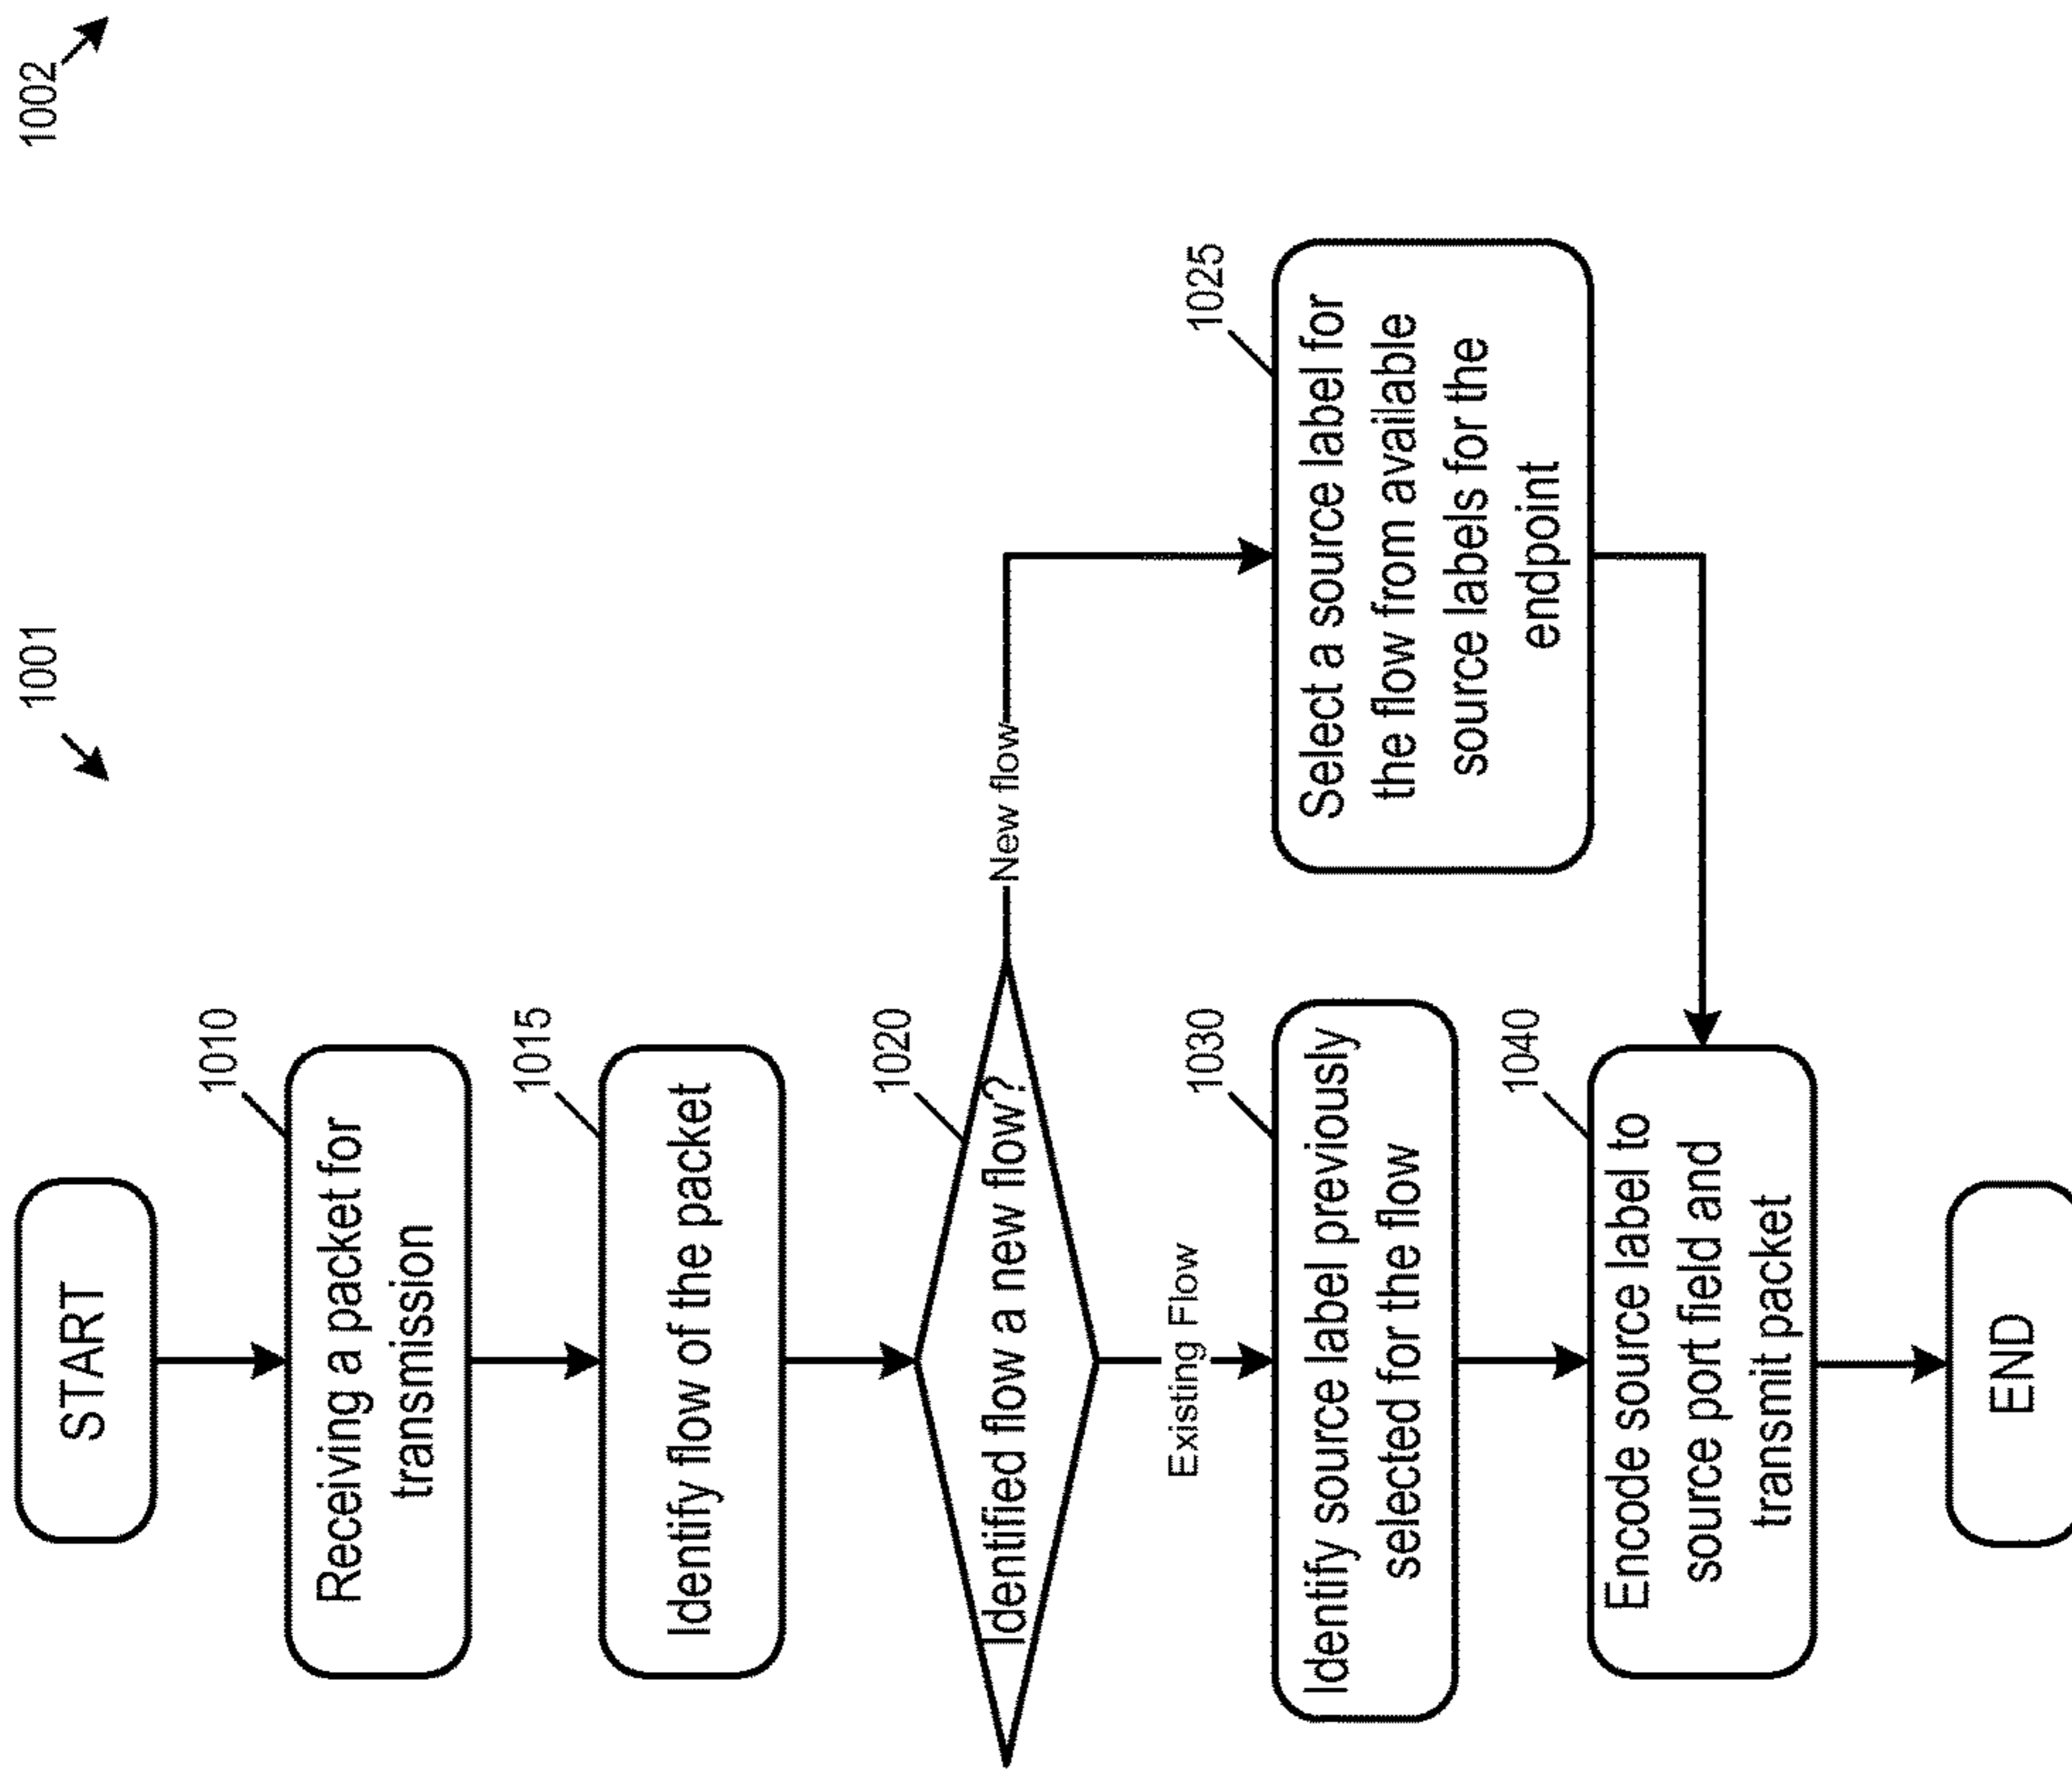 1001
1002
START
1010
Receiving a packet for
transmission
1015
Identify flow of the packet
1020
Identified flow a new flow?
New flow
Existing Flow
1030
Identify source label previously
selected for the flow
1025
Select a source label for
the flow from available
source labels for the
endpoint
1040
Encode source label to
source port field and
transmit packet
END